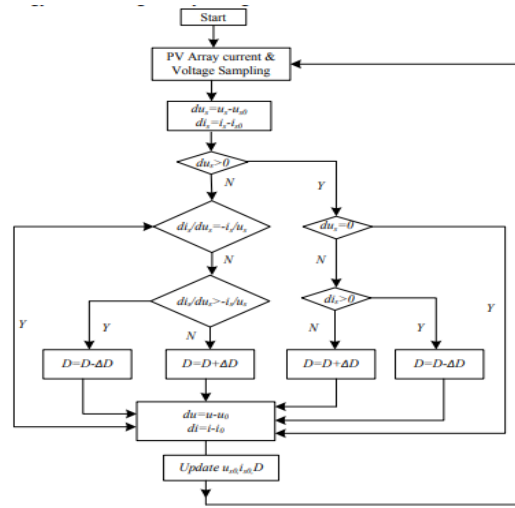 Start
PV Array current &
Voltage Sampling
duₛ=uₛ-uₛ₀
diₛ=iₛ-iₛ₀
duₛ>0
N
Y
diₛ/duₛ=-iₛ/uₛ
duₛ=0
N
N
diₛ/duₛ>-iₛ/uₛ
diₛ>0
Y
Y
N
N
Y
Y
D=D-ΔD
D=D+ΔD
D=D+ΔD
D=D-ΔD
du=u-u₀
di=i-i₀
Update uₛ₀,iₛ₀,D